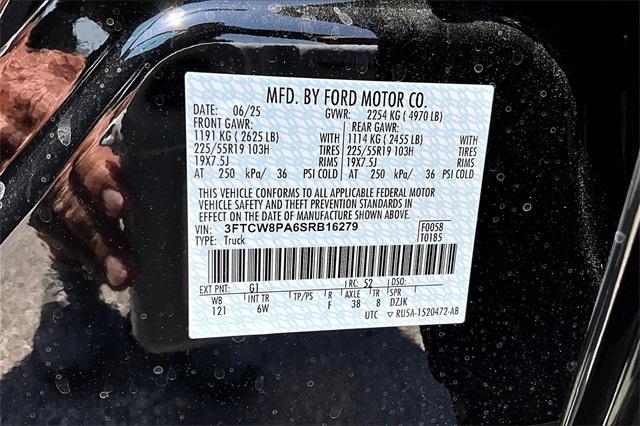 MFD. BY FORD MOTOR CO.
DATE: 06/25 GVWR: 2254 KG ( 4970 LB)
FRONT GAWR: REAR GAWR:
1191 KG ( 2625 LB) WITH 1114 KG ( 2455 LB) WITH
225/55R19 103H TIRES 225/55R19 103H TIRES
19X7.5J RIMS 19X7.5J RIMS
AT 250 kPa/ 36 PSI COLD AT 250 kPa/ 36 PSI COLD
THIS VEHICLE CONFORMS TO ALL APPLICABLE FEDERAL MOTOR
VEHICLE SAFETY AND THEFT PREVENTION STANDARDS IN
EFFECT ON THE DATE OF MANUFACTURE SHOWN ABOVE.
VIN: 3FTCW8PA6SRB16279 F0058
TYPE: Truck T0185
EXT PNT: G1 RC: 52 DSO:
WB INT TR TP/PS R AXLE TR SPR
121 6W F 38 8 DZJK
UTC ▽ RU5A-1520472-AB